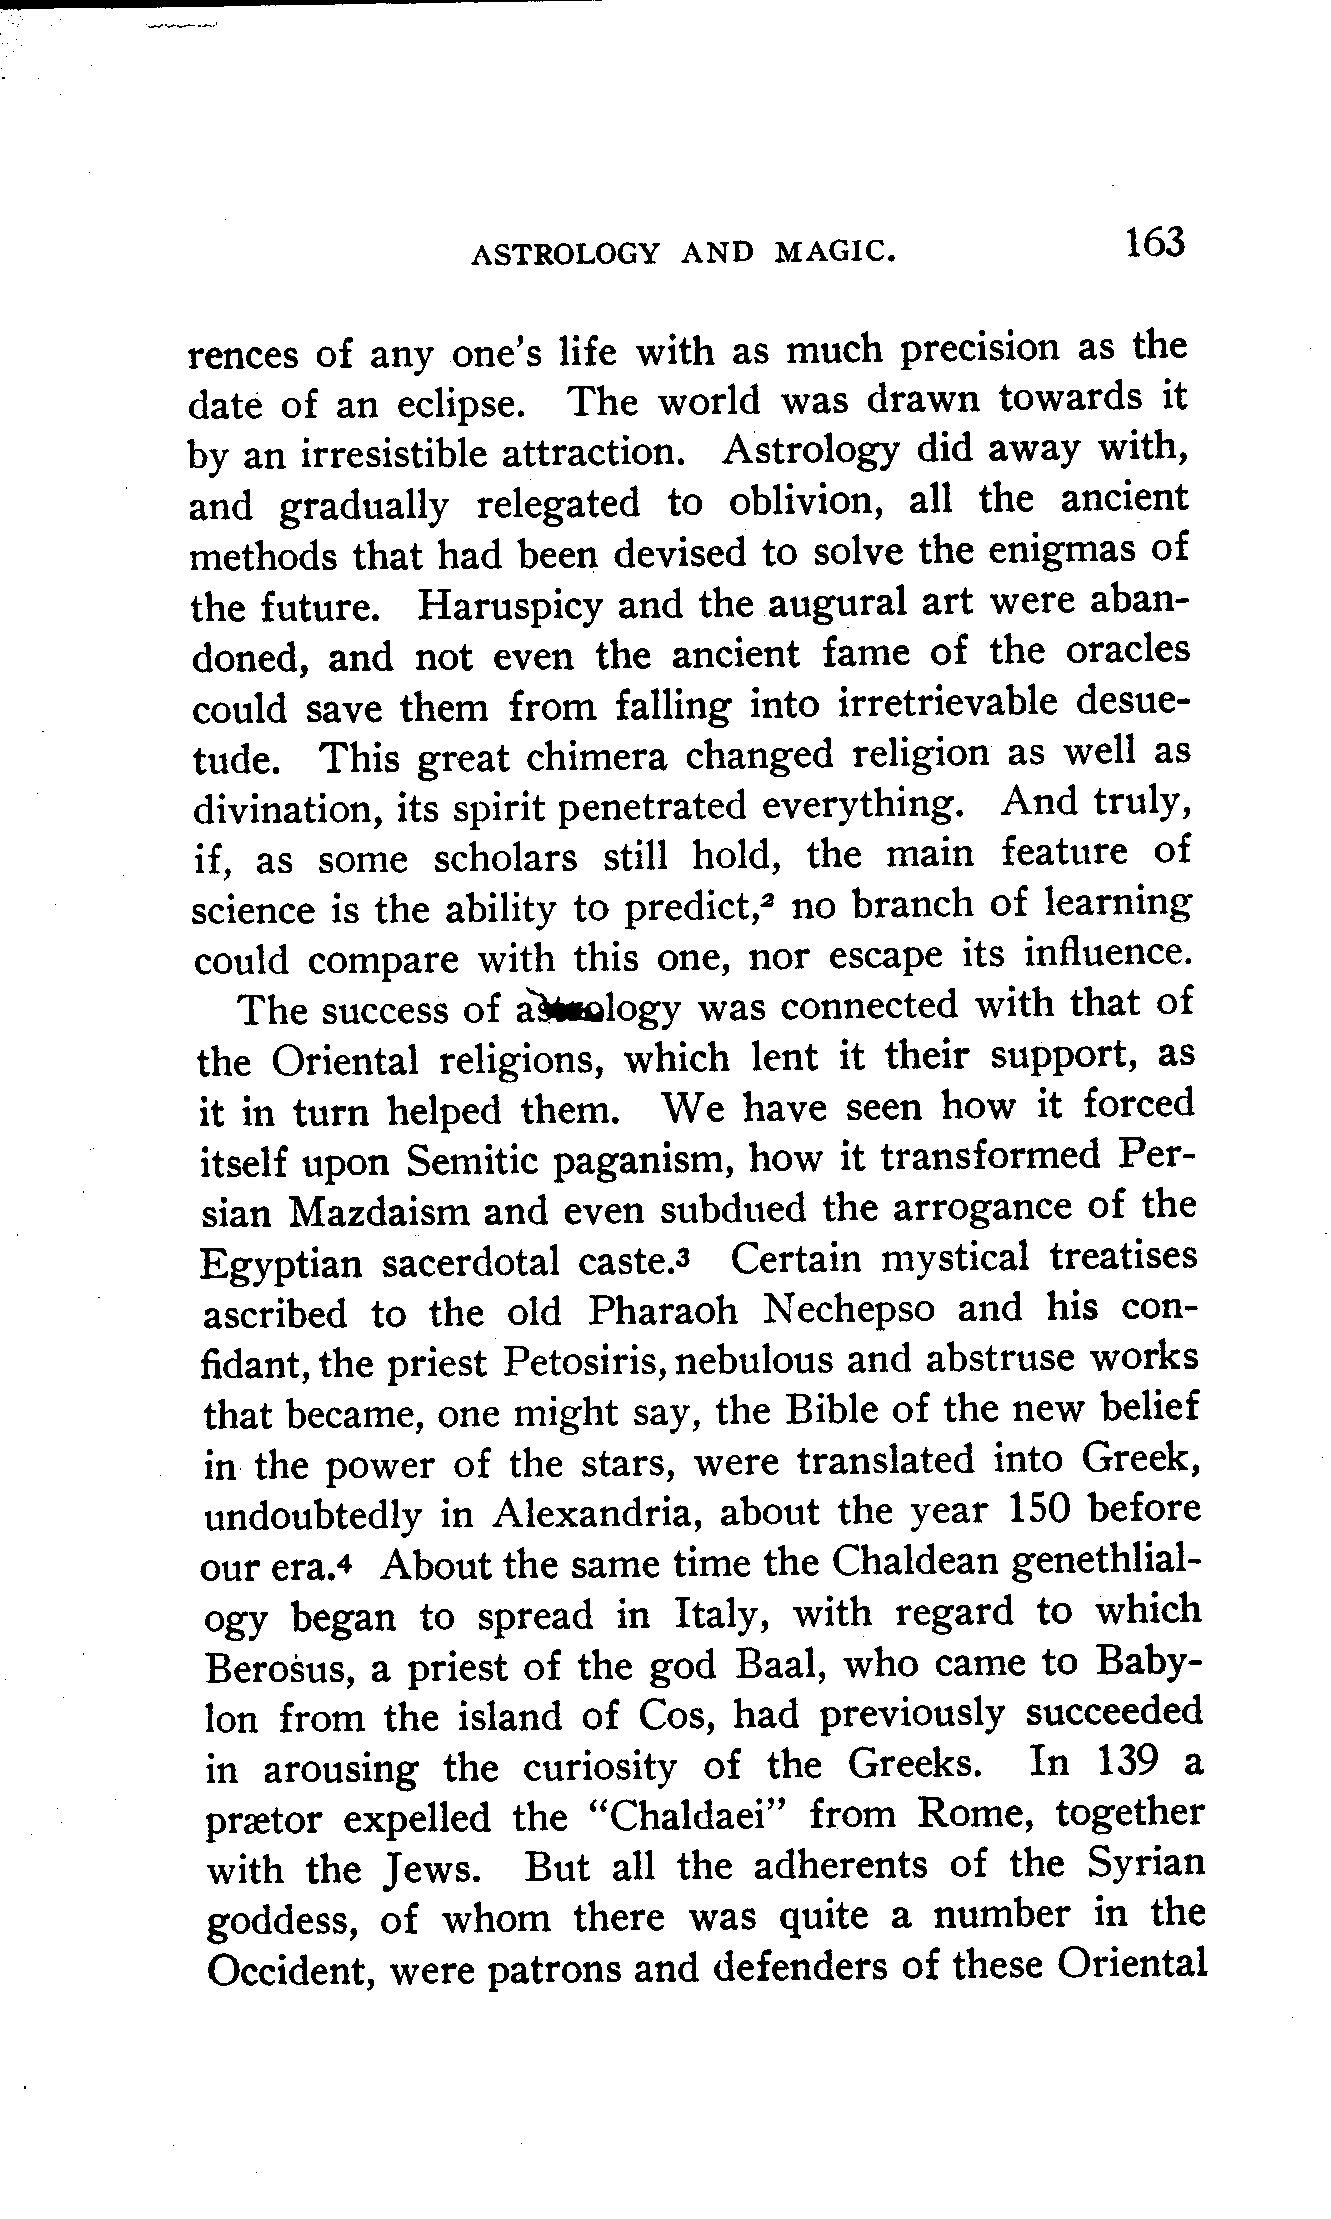 ASTROLOGY AND MAGIC. 163
rences of any one's life with as much precision as the
date of an eclipse. The world was drawn towards it
by an irresistible attraction. Astrology did away with,
and gradually relegated to oblivion, all the ancient
methods that had been devised to solve the enigmas of
the future. Haruspicy and the augural art were aban-
doned, and not even the ancient fame of the oracles
could save them from falling into irretrievable desue-
tude. This great chimera changed religion as well as
divination, its spirit penetrated everything. And truly,
if, as some scholars still hold, the main feature of
science is the ability to predict,² no branch of learning
could compare with this one, nor escape its influence.
The success of astrology was connected with that of
the Oriental religions, which lent it their support, as
it in turn helped them. We have seen how it forced
itself upon Semitic paganism, how it transformed Per-
sian Mazdaism and even subdued the arrogance of the
Egyptian sacerdotal caste.³ Certain mystical treatises
ascribed to the old Pharaoh Nechepso and his con-
fidant, the priest Petosiris, nebulous and abstruse works
that became, one might say, the Bible of the new belief
in the power of the stars, were translated into Greek,
undoubtedly in Alexandria, about the year 150 before
our era.⁴ About the same time the Chaldean genethlial-
ogy began to spread in Italy, with regard to which
Berosus, a priest of the god Baal, who came to Baby-
lon from the island of Cos, had previously succeeded
in arousing the curiosity of the Greeks. In 139 a
prætor expelled the "Chaldaei" from Rome, together
with the Jews. But all the adherents of the Syrian
goddess, of whom there was quite a number in the
Occident, were patrons and defenders of these Oriental